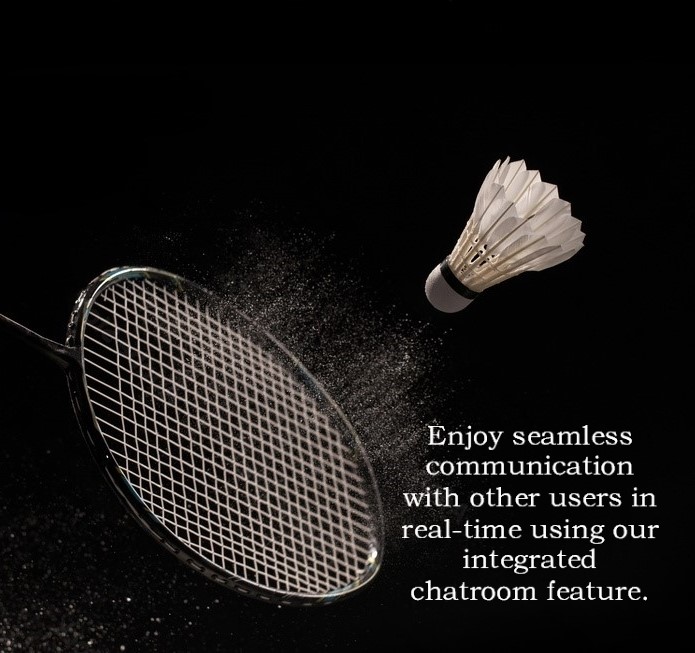 Enjoy seamless
communication
with other users in
real-time using our
integrated
chatroom feature.